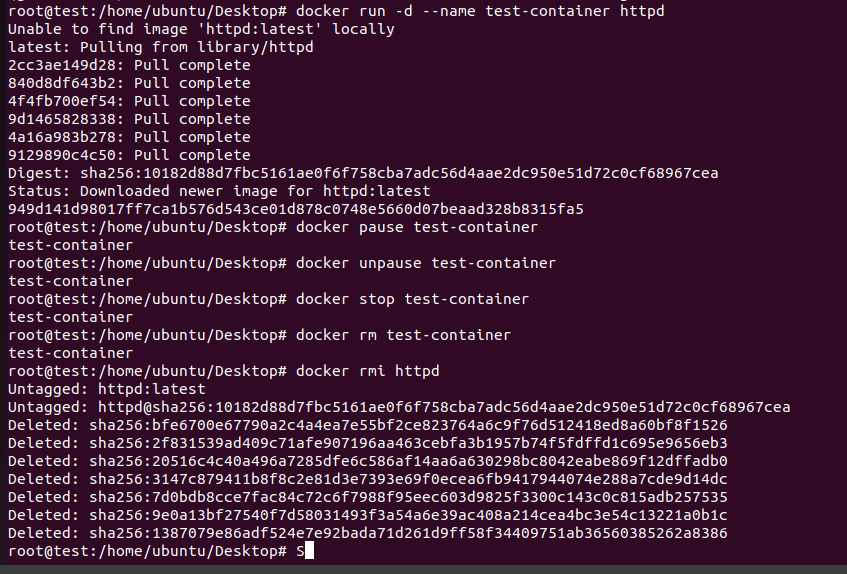 root@test:/home/ubuntu/Desktop# docker run -d --name test-container httpd
Unable to find image 'httpd:latest' locally
latest: Pulling from library/httpd
2cc3ae149d28: Pull complete
840d8df643b2: Pull complete
4f4fb700ef54: Pull complete
9d1465828338: Pull complete
4a16a983b278: Pull complete
9129890c4c50: Pull complete
Digest: sha256:10182d88d7fbc5161ae0f6f758cba7adc56d4aae2dc950e51d72c0cf68967cea
Status: Downloaded newer image for httpd:latest
949d141d98017ff7ca1b576d543ce01d878c0748e5660d07beaad328b8315fa5
root@test:/home/ubuntu/Desktop# docker pause test-container
test-container
root@test:/home/ubuntu/Desktop# docker unpause test-container
test-container
root@test:/home/ubuntu/Desktop# docker stop test-container
test-container
root@test:/home/ubuntu/Desktop# docker rm test-container
test-container
root@test:/home/ubuntu/Desktop# docker rmi httpd
Untagged: httpd:latest
Untagged: httpd@sha256:10182d88d7fbc5161ae0f6f758cba7adc56d4aae2dc950e51d72c0cf68967cea
Deleted: sha256:bfe6700e67790a2c4a4ea7e55bf2ce823764a6c9f76d512418ed8a60bf8f1526
Deleted: sha256:2f831539ad409c71afe907196aa463cebfa3b1957b74f5fdffd1c695e9656eb3
Deleted: sha256:20516c4c40a496a7285dfe6c586af14aa6a630298bc8042eabe869f12dffadb0
Deleted: sha256:3147c879411b8f8c2e81d3e7393e69f0ecea6fb9417944074e288a7cde9d14dc
Deleted: sha256:7d0bdb8cce7fac84c72c6f7988f95eec603d9825f3300c143c0c815adb257535
Deleted: sha256:9e0a13bf27540f7d58031493f3a54a6e39ac408a214cea4bc3e54c13221a0b1c
Deleted: sha256:1387079e86adf524e7e92bada71d261d9ff58f34409751ab36560385262a8386
root@test:/home/ubuntu/Desktop# S